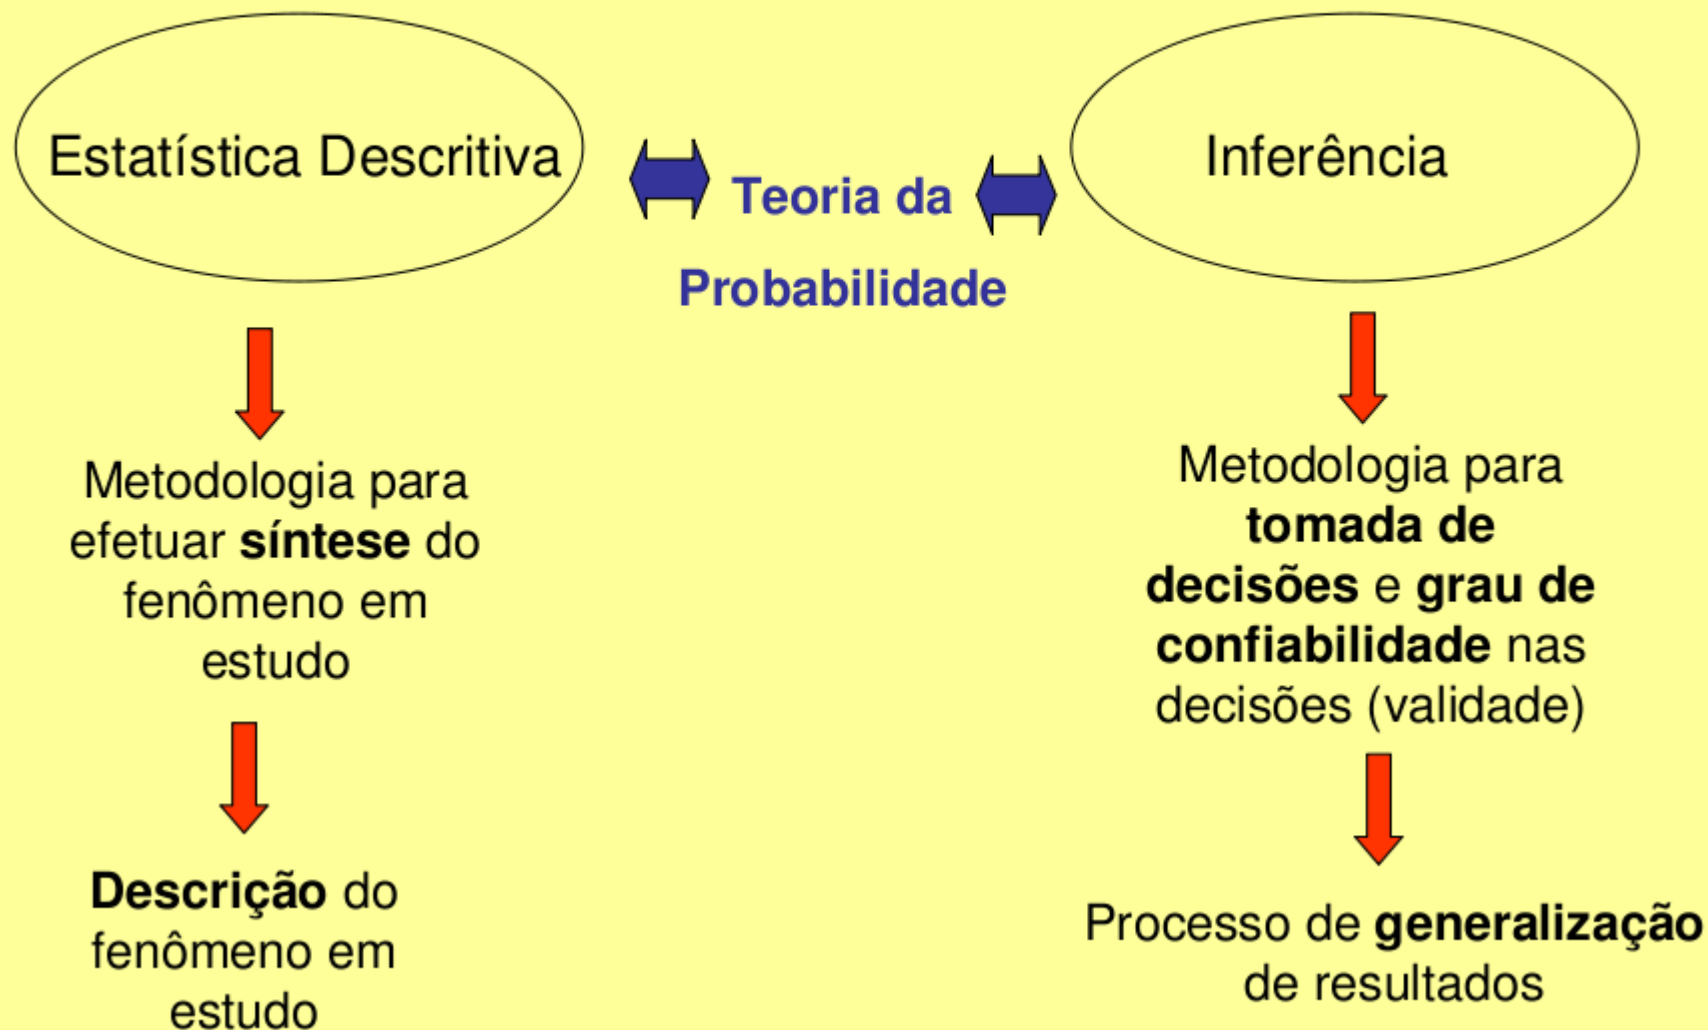 Estatística Descritiva
Teoria da
Probabilidade
Inferência
Metodologia para
efetuar síntese do
fenômeno em
estudo
Descrição do
fenômeno em
estudo
Metodologia para
tomada de
decisões e grau de
confiabilidade nas
decisões (validade)
Processo de generalização
de resultados